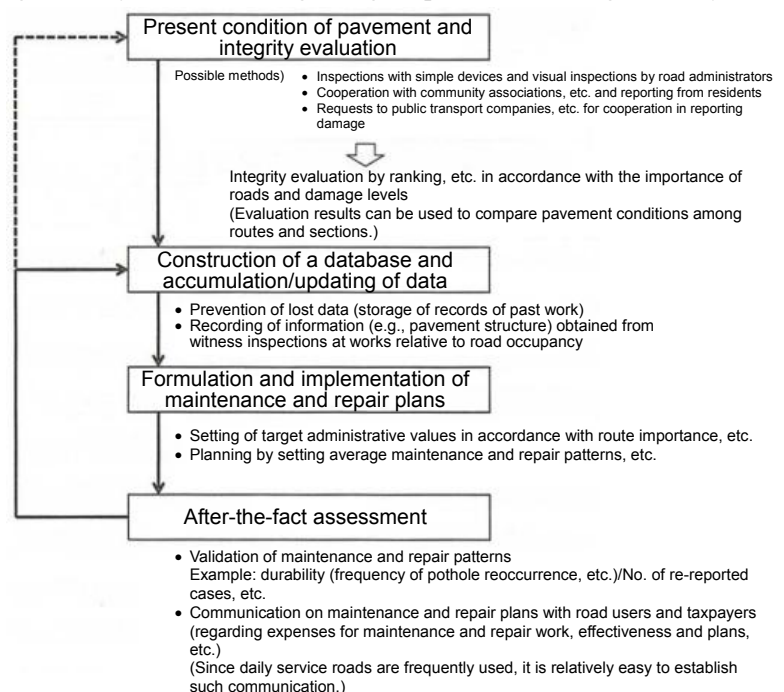 Present condition of pavement and
integrity evaluation
Possible methods)
• Inspections with simple devices and visual inspections by road administrators
• Cooperation with community associations, etc. and reporting from residents
• Requests to public transport companies, etc. for cooperation in reporting
damage
Integrity evaluation by ranking, etc. in accordance with the importance of
roads and damage levels
(Evaluation results can be used to compare pavement conditions among
routes and sections.)
Construction of a database and
accumulation/updating of data
• Prevention of lost data (storage of records of past work)
• Recording of information (e.g., pavement structure) obtained from
witness inspections at works relative to road occupancy
Formulation and implementation of
maintenance and repair plans
• Setting of target administrative values in accordance with route importance, etc.
• Planning by setting average maintenance and repair patterns, etc.
After-the-fact assessment
• Validation of maintenance and repair patterns
Example: durability (frequency of pothole reoccurrence, etc.)/No. of re-reported
cases, etc.
• Communication on maintenance and repair plans with road users and taxpayers
(regarding expenses for maintenance and repair work, effectiveness and plans,
etc.)
(Since daily service roads are frequently used, it is relatively easy to establish
such communication.)